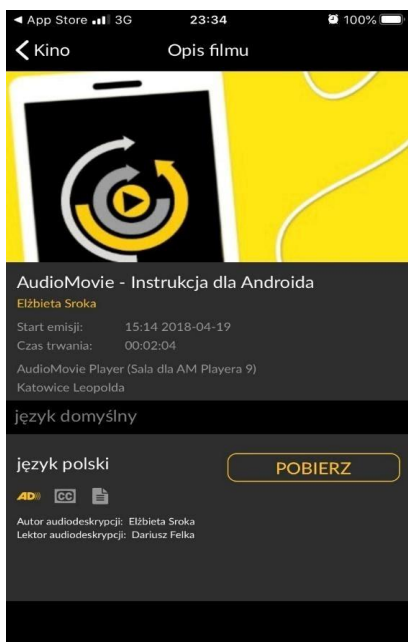 App Store 3G 23:34 100%
Kino Opis filmu
AudioMovie - Instrukcja dla Androida
Elżbieta Sroka
Start emisji: 15:14 2018-04-19
Czas trwania: 00:02:04
AudioMovie Player (Sala dla AM Playera 9)
Katowice Leopolda
język domyślny
język polski POBIERZ
AD CC
Autor audiodeskrypcji: Elżbieta Sroka
Lektor audiodeskrypcji: Dariusz Felka